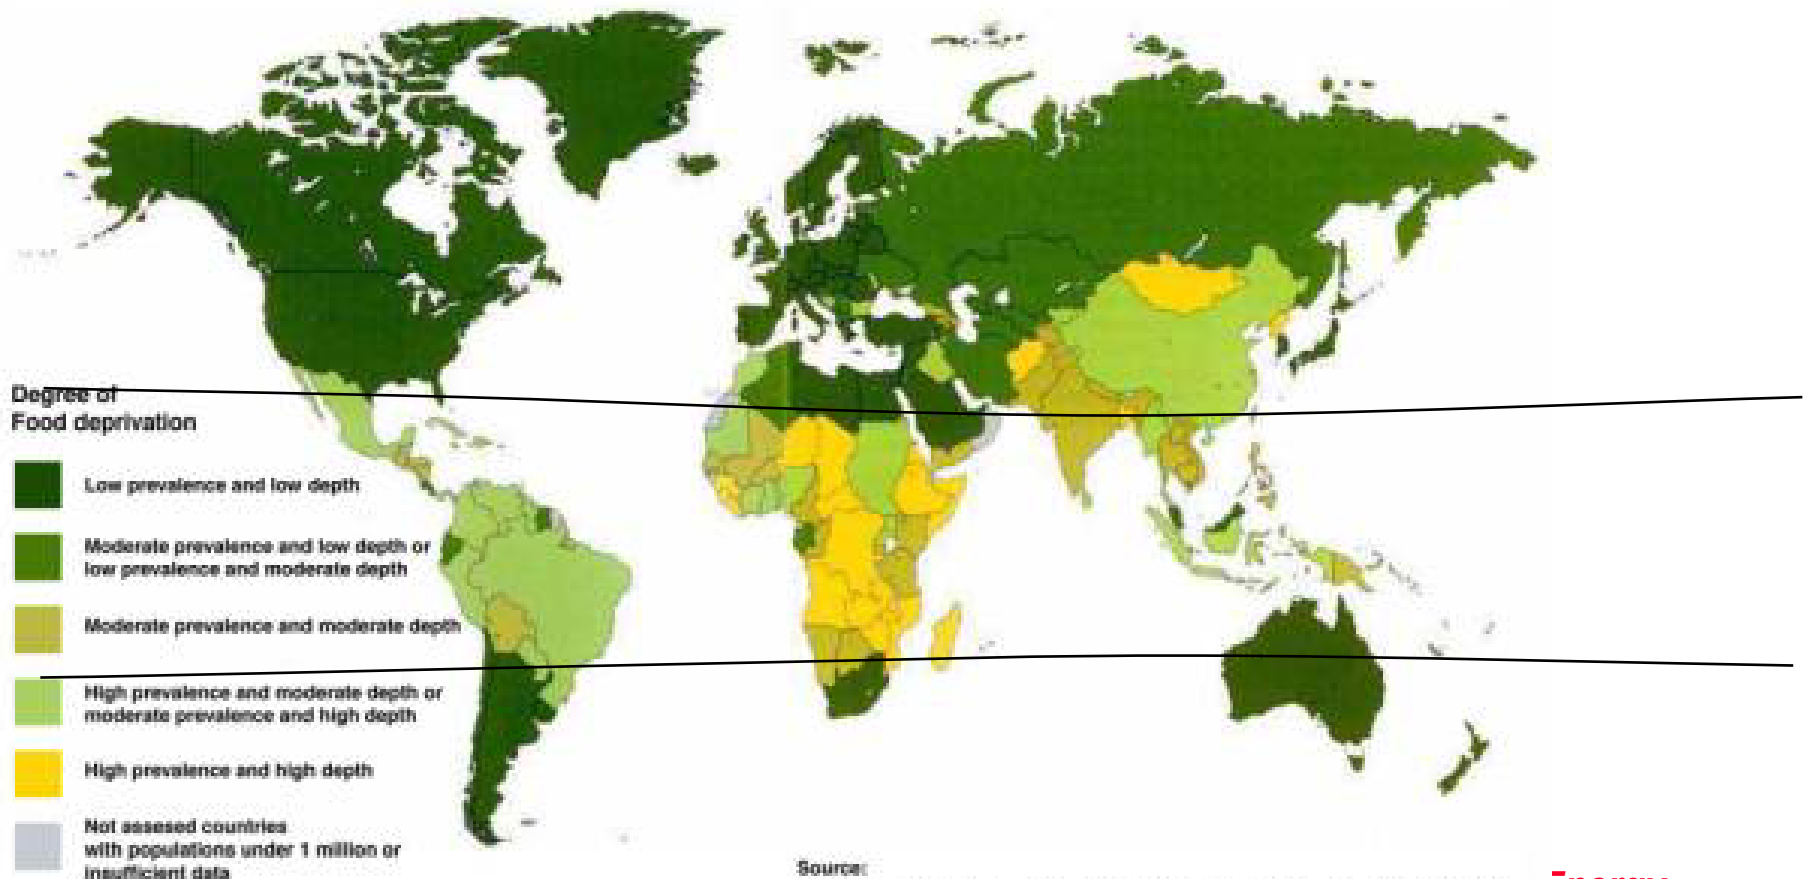 Degree of
Food deprivation
Low prevalence and low depth
Moderate prevalence and low depth or
low prevalence and moderate depth
Moderate prevalence and moderate depth
High prevalence and moderate depth or
moderate prevalence and high depth
High prevalence and high depth
Not assesed countries
with populations under 1 million or
insufficient data
Source: